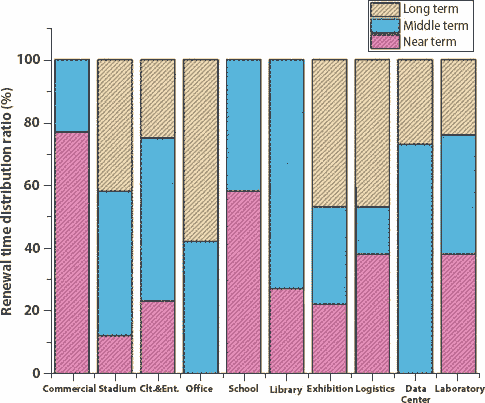 Long term
Middle term
Near term
Renewal time distribution ratio (%)
100
80
60
40
20
0
Commercial Stadium Clt.&Ent. Office School Library Exhibition Logistics Data Center Laboratory